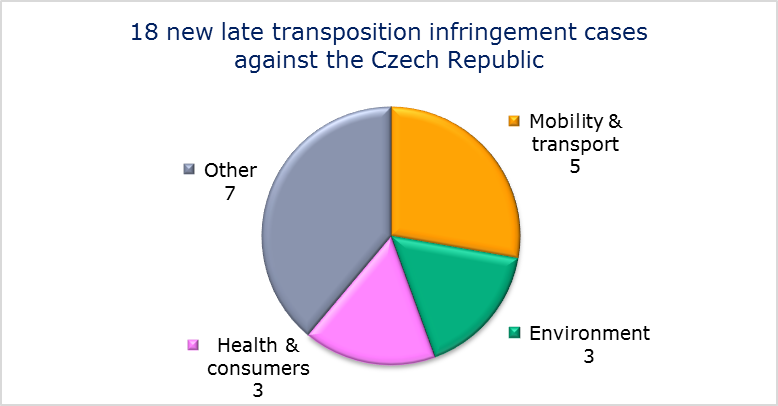 18 new late transposition infringement cases
against the Czech Republic
Mobility &
transport
5
Other
7
Environment
3
Health &
consumers
3